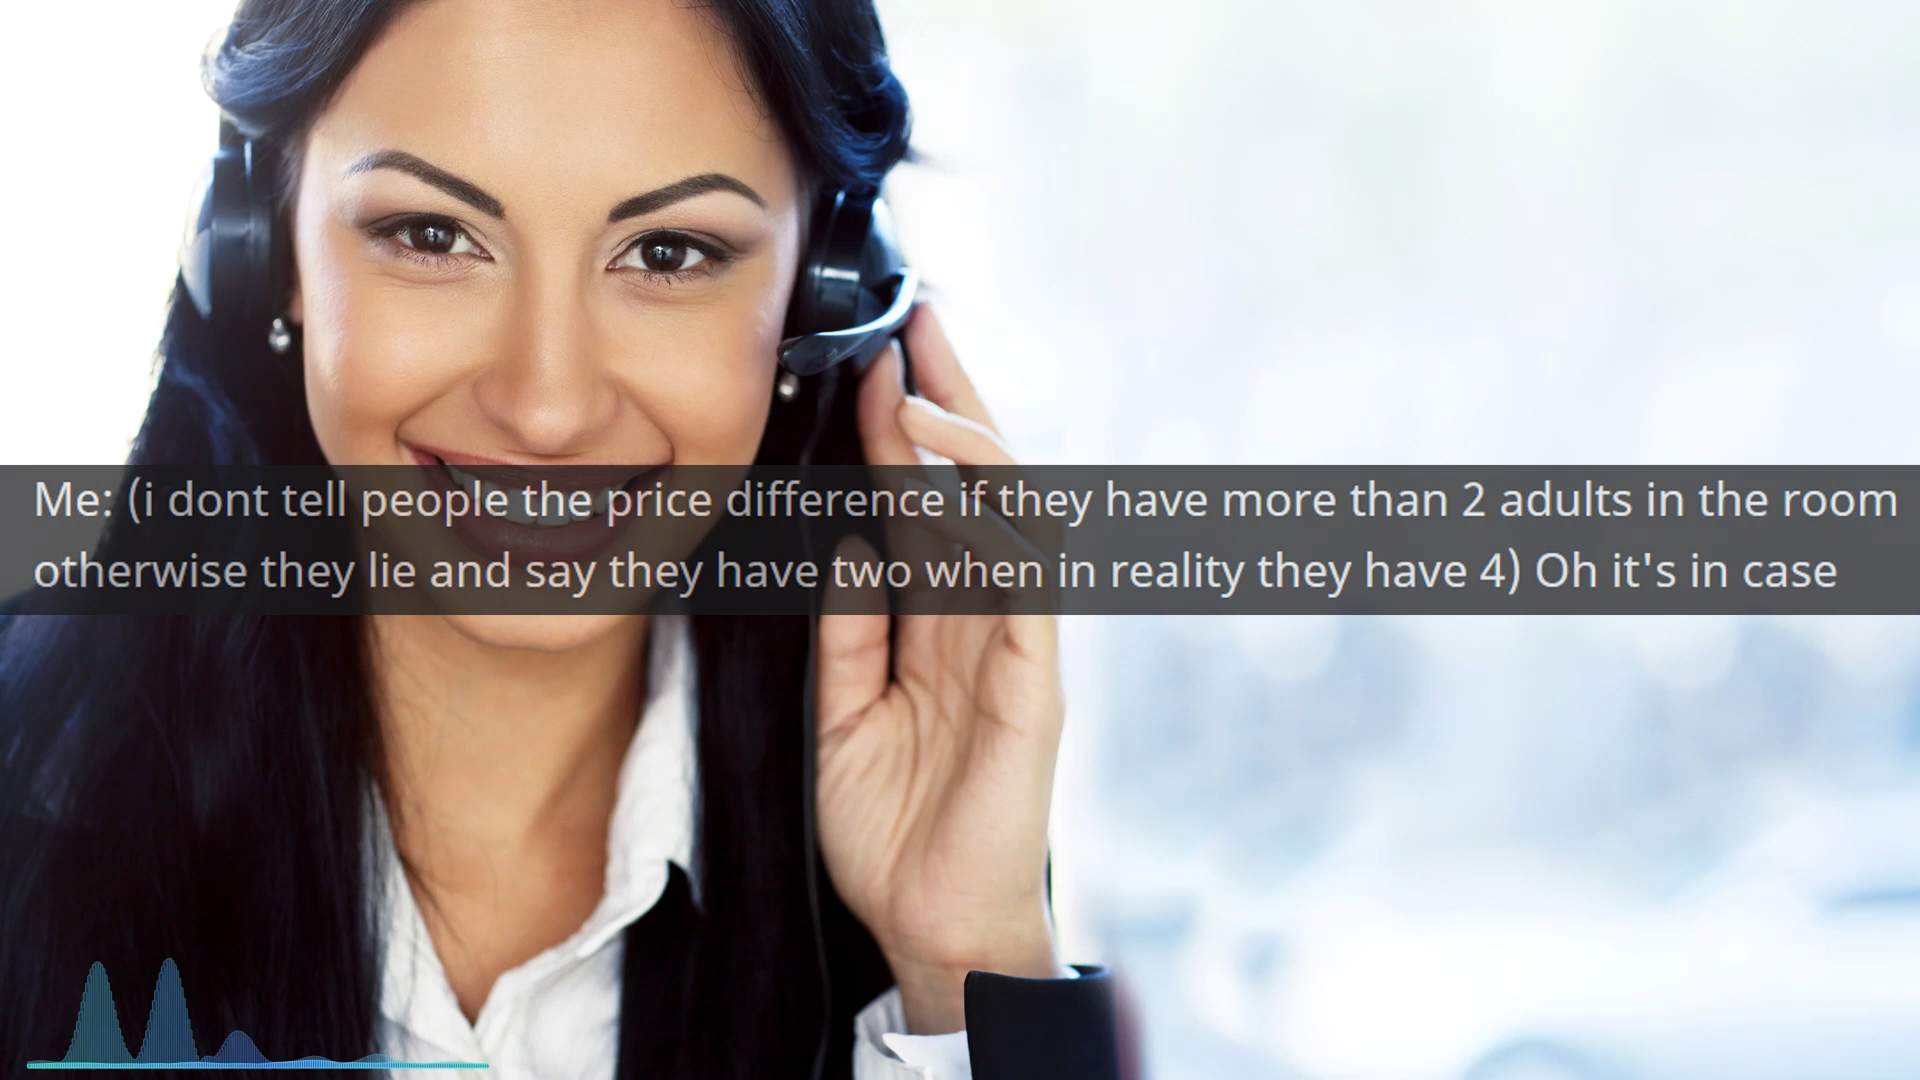 Me: (i dont tell people the price difference if they have more than 2 adults in the room
otherwise they lie and say they have two when in reality they have 4) Oh it's in case